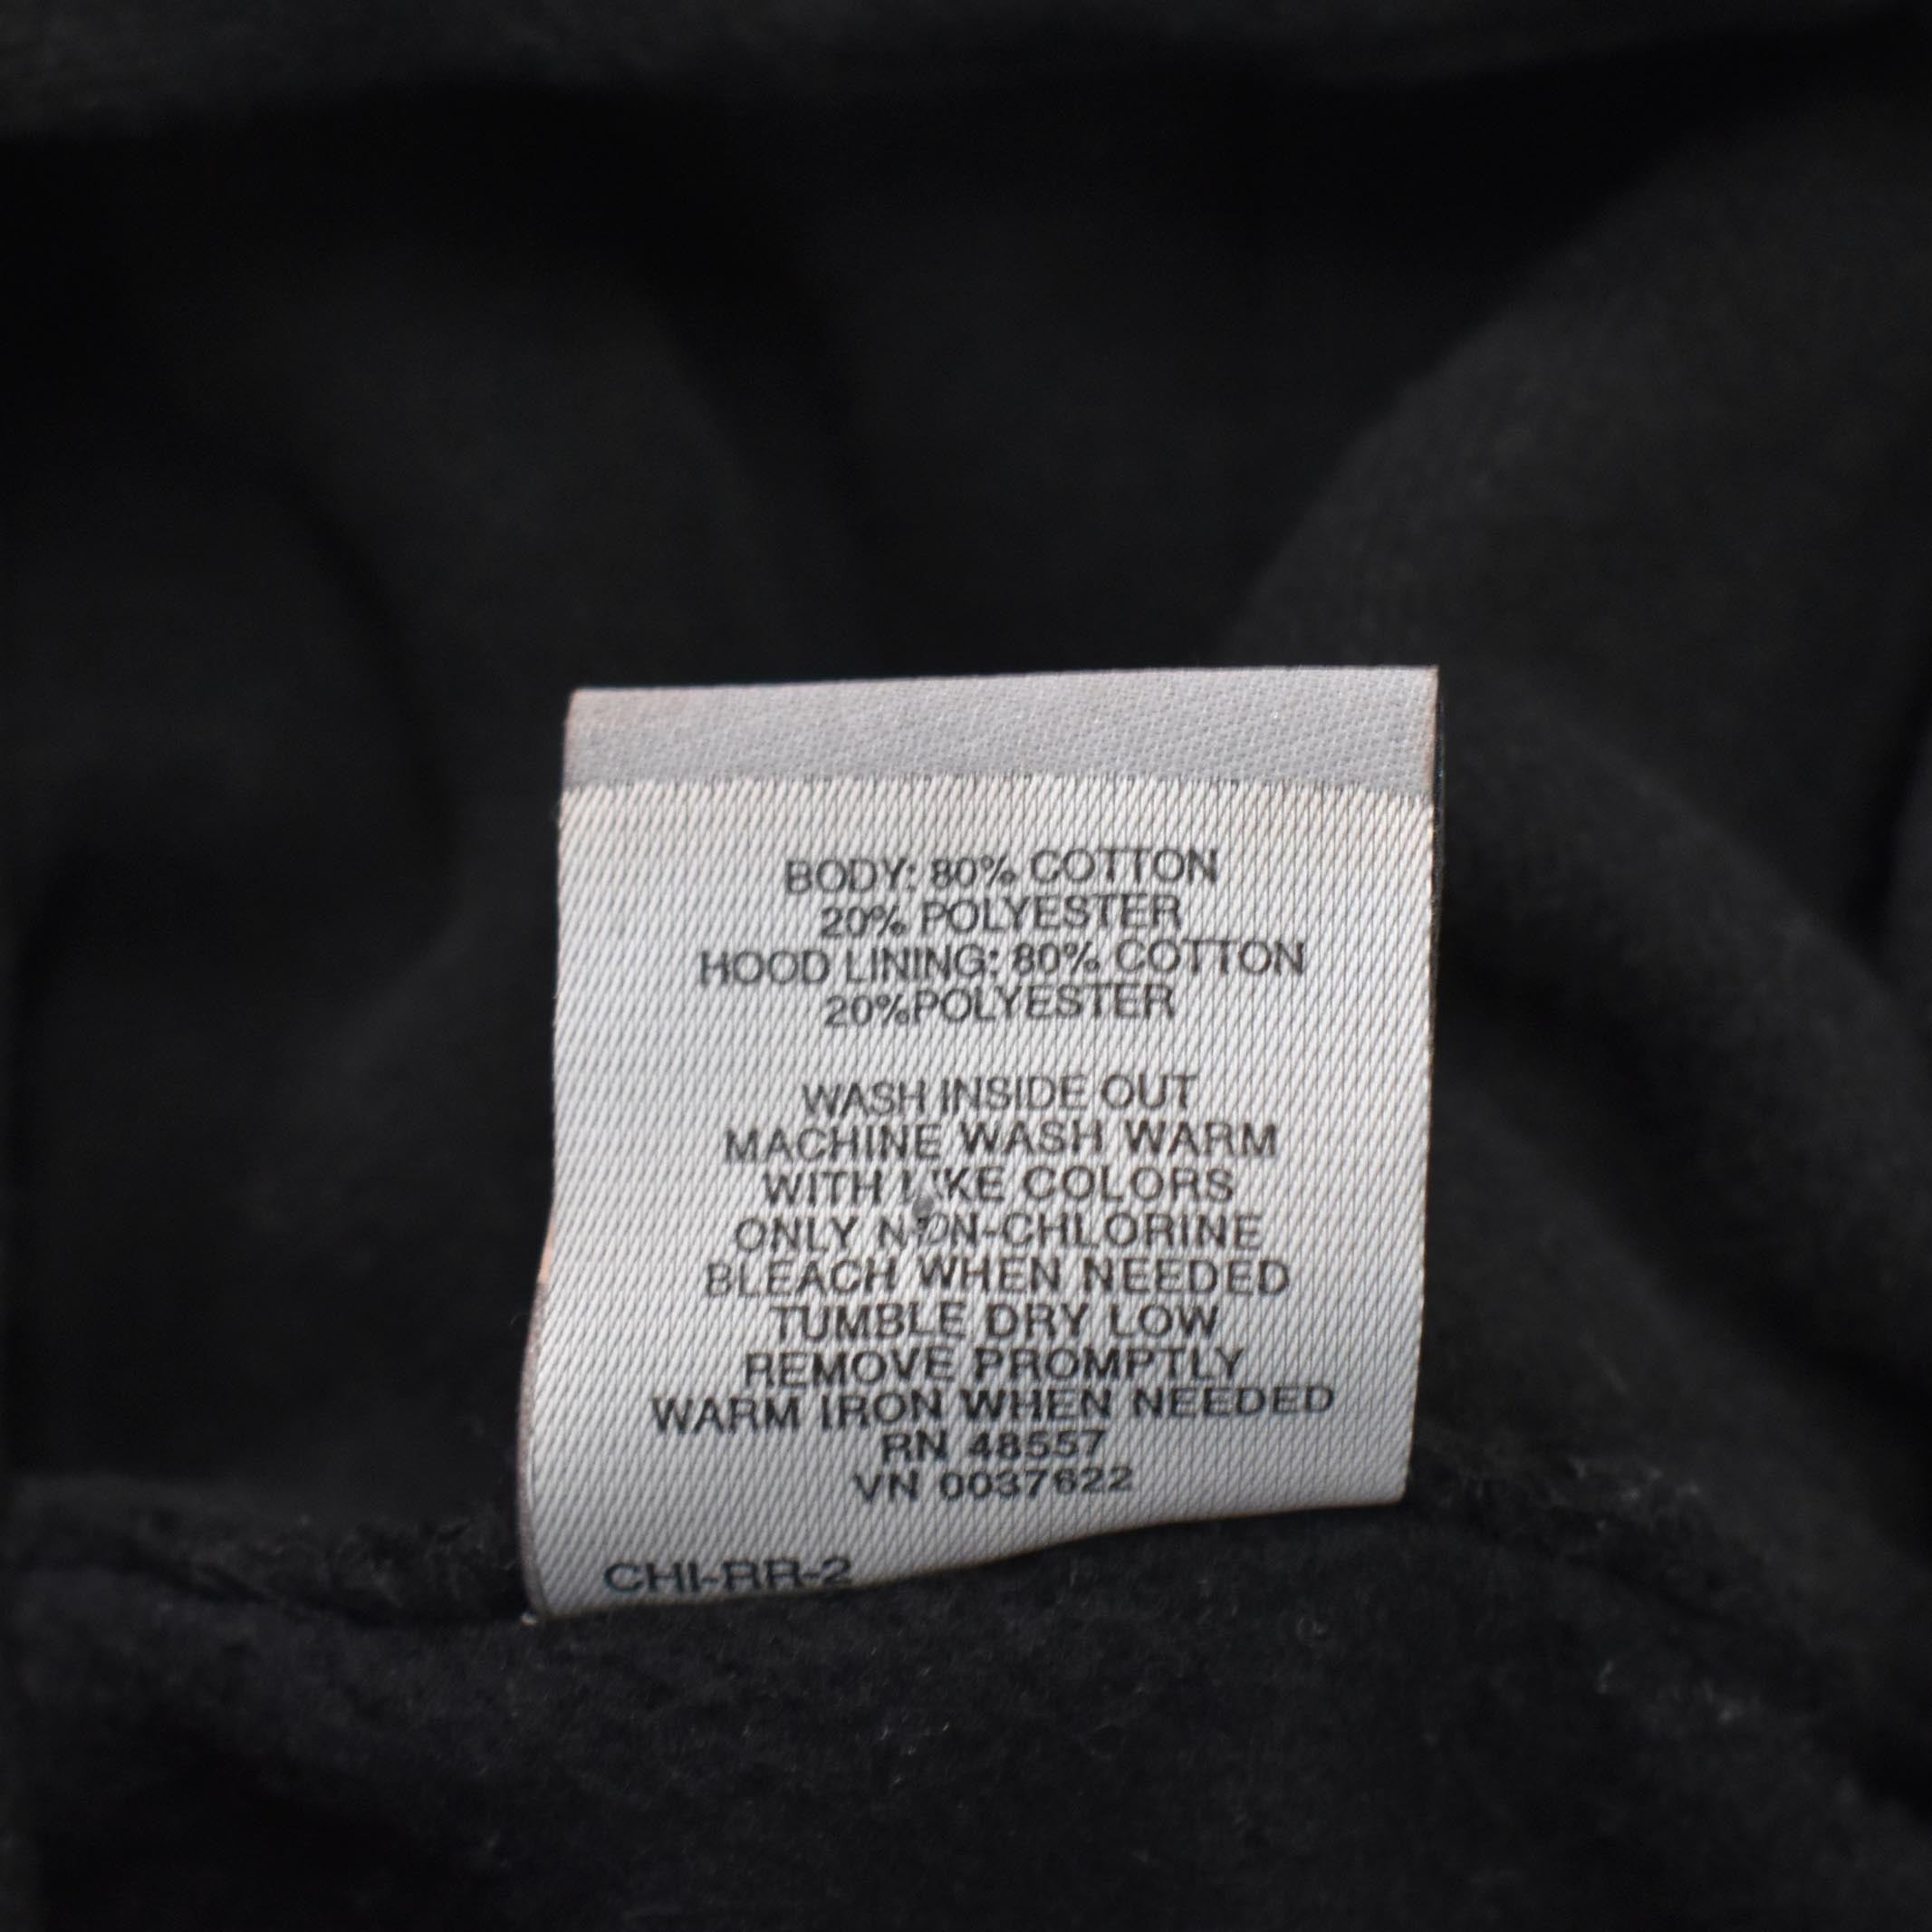 BODY: 80% COTTON
20% POLYESTER
HOOD LINING: 80% COTTON
20%POLYESTER
WASH INSIDE OUT
MACHINE WASH WARM
WITH LIKE COLORS
ONLY NON-CHLORINE
BLEACH WHEN NEEDED
TUMBLE DRY LOW
REMOVE PROMPTLY
WARM IRON WHEN NEEDED
RN 48557
VN 0037622
CHI-RR-2